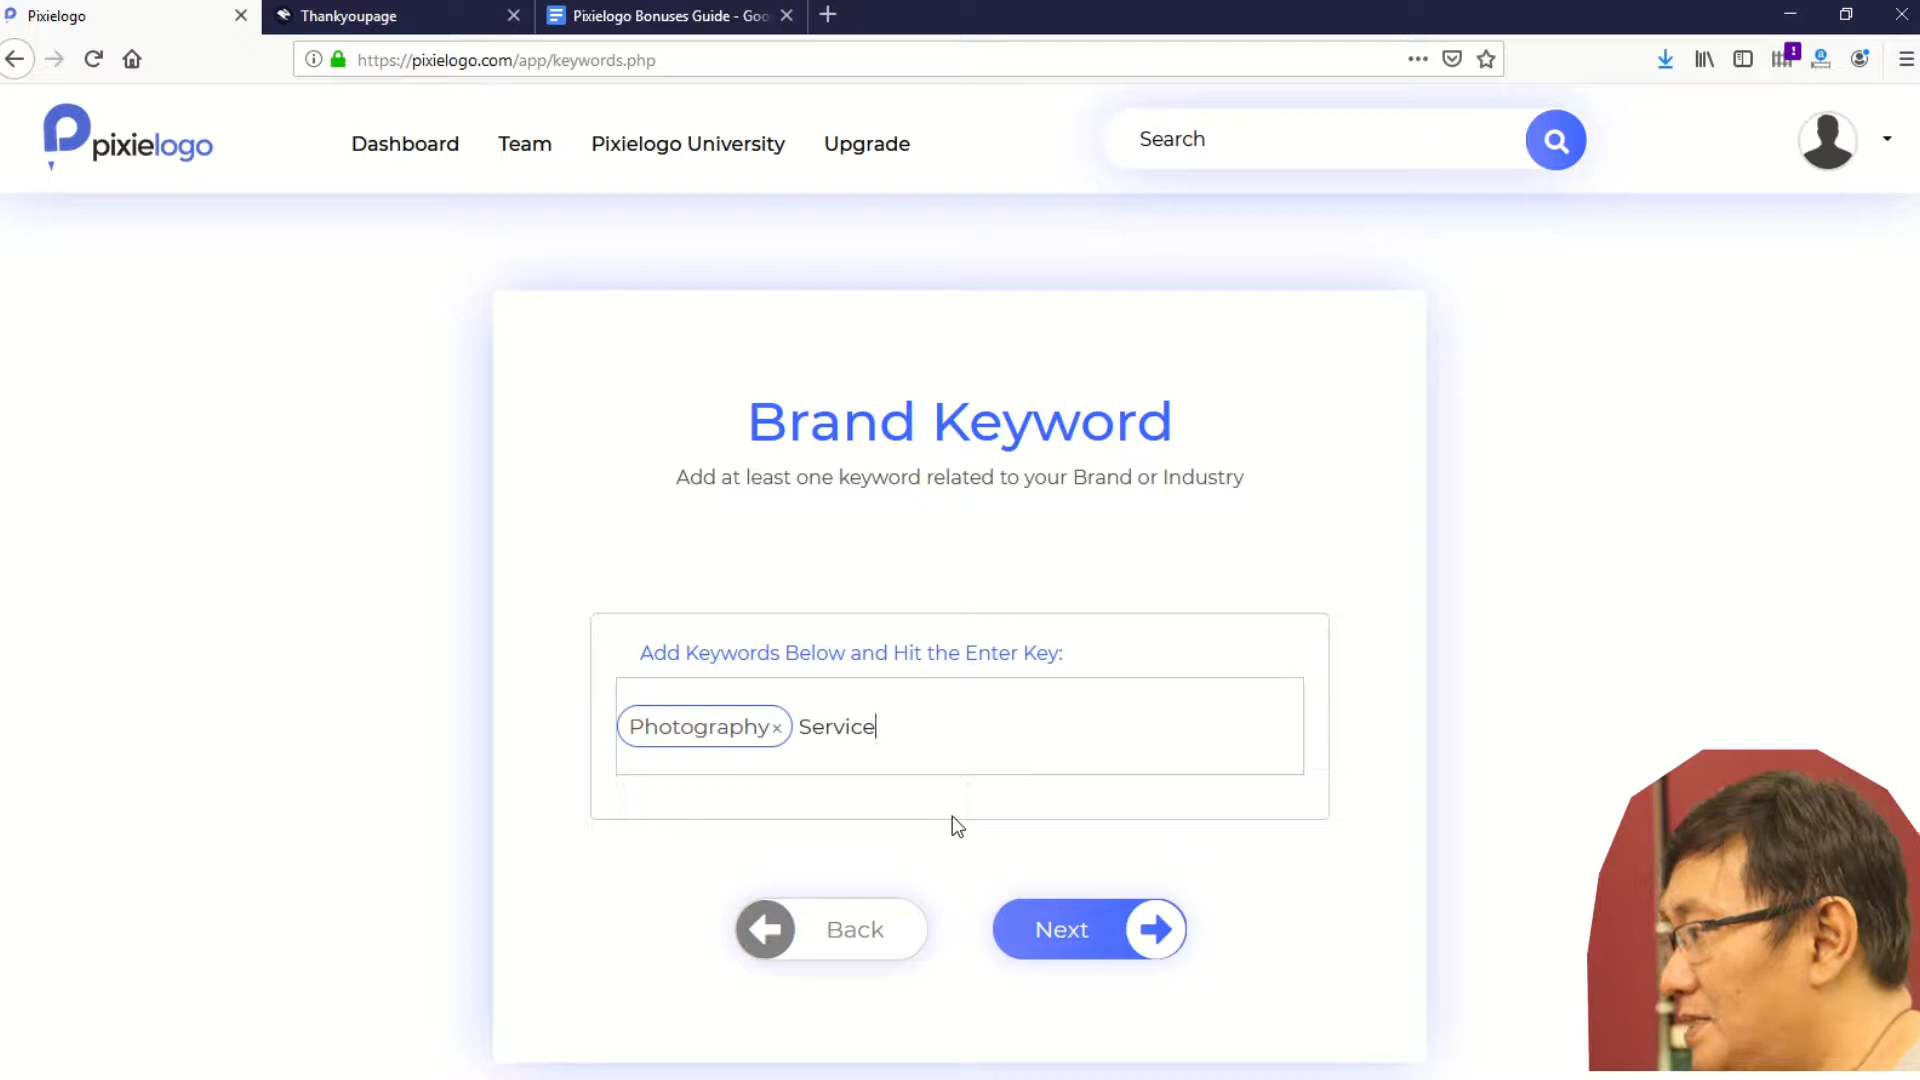 Pixielogo
Thankyoupage
Pixielogo Bonuses Guide - Goo
https://pixielogo.com/app/keywords.php
pixielogo
Dashboard
Team
Pixielogo University
Upgrade
Search
Brand Keyword
Add at least one keyword related to your Brand or Industry
Add Keywords Below and Hit the Enter Key:
Photography× Service
Back
Next